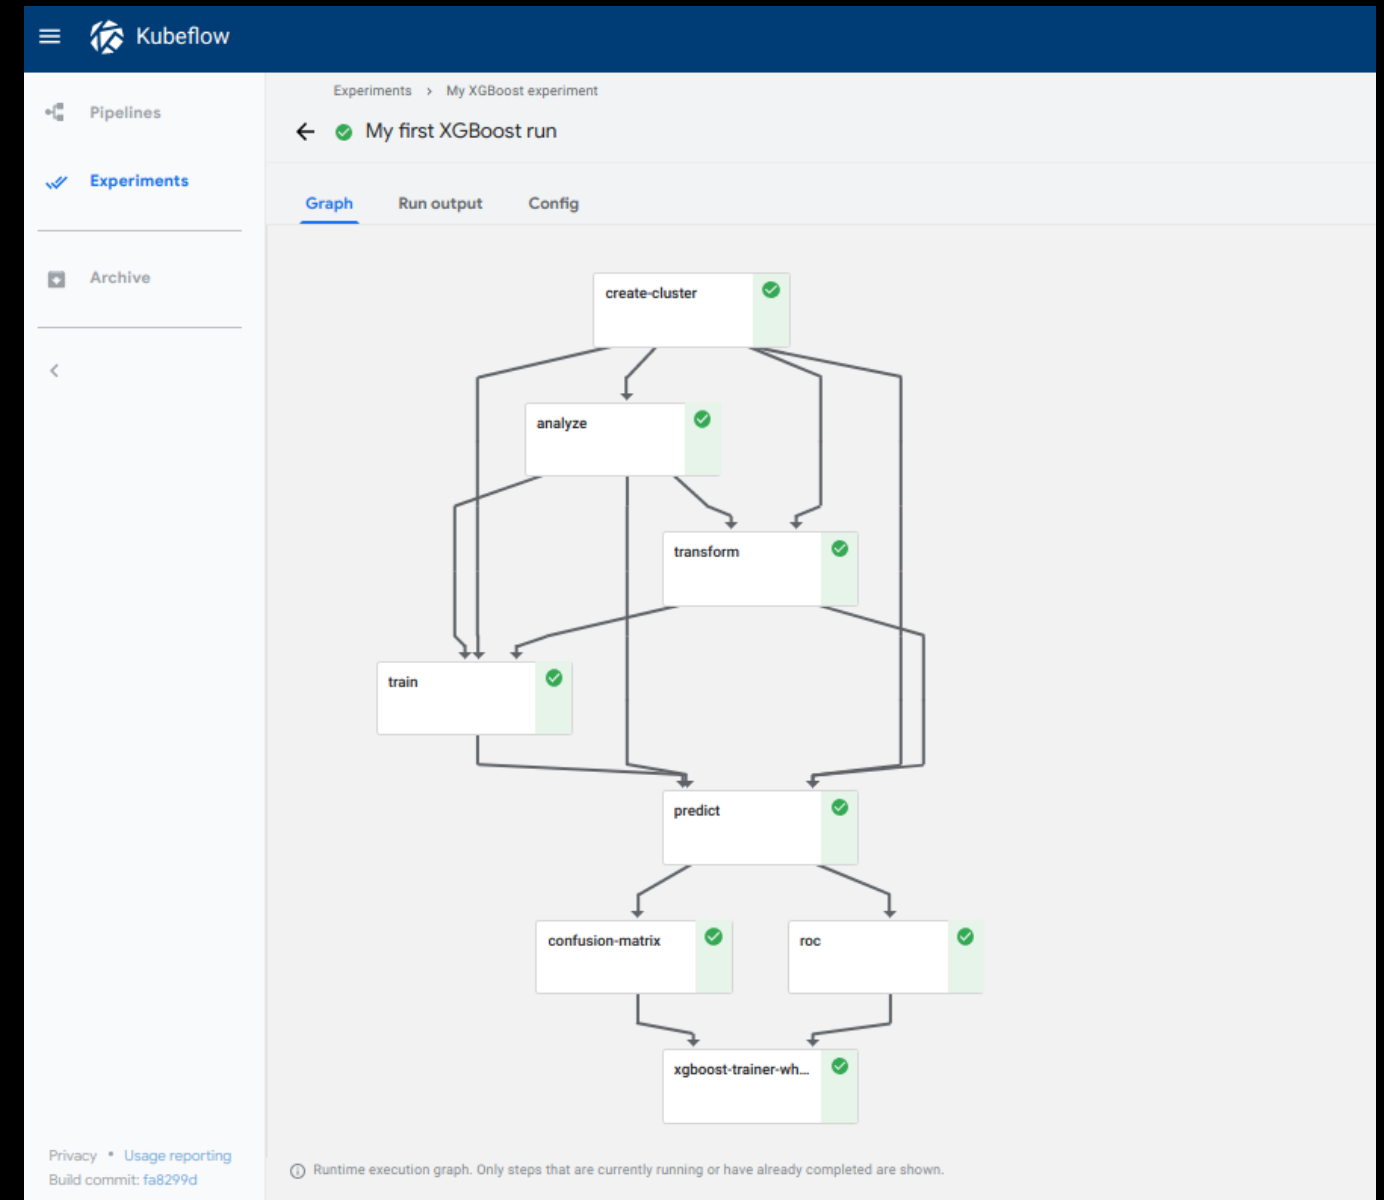 Kubeflow
Pipelines
Experiments
Archive
Privacy • Usage reporting
Build commit: fa8299d
Experiments > My XGBoost experiment
My first XGBoost run
Graph Run output Config
create-cluster
analyze
transform
train
predict
confusion-matrix
roc
xgboost-trainer-wh...
Runtime execution graph. Only steps that are currently running or have already completed are shown.